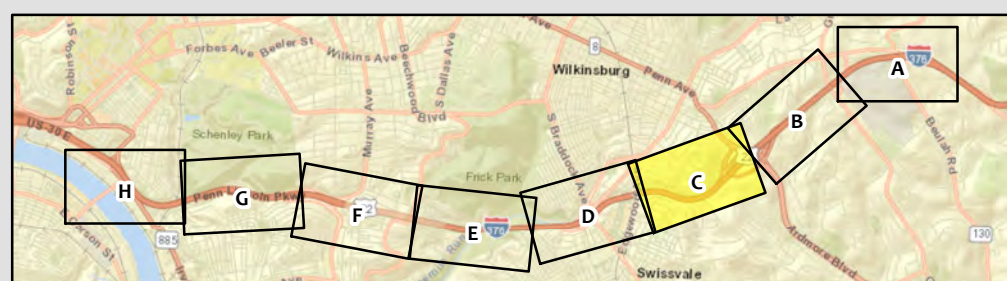 Robinson St
Forbes Ave
Beeler St
Wilkins Ave
Beechwood
Blvd
S Dallas Ave
8
Wilkinsburg
Penn Ave
A
376
B
Beulah Rd
US-30 E
Schenley Park
Murray Ave
Frick Park
S Braddock Ave
C
H
Penn Lincoln Pkwy
G
F
E
376
D
Edgewood
885
Swissvale
Ardmore Blvd
130